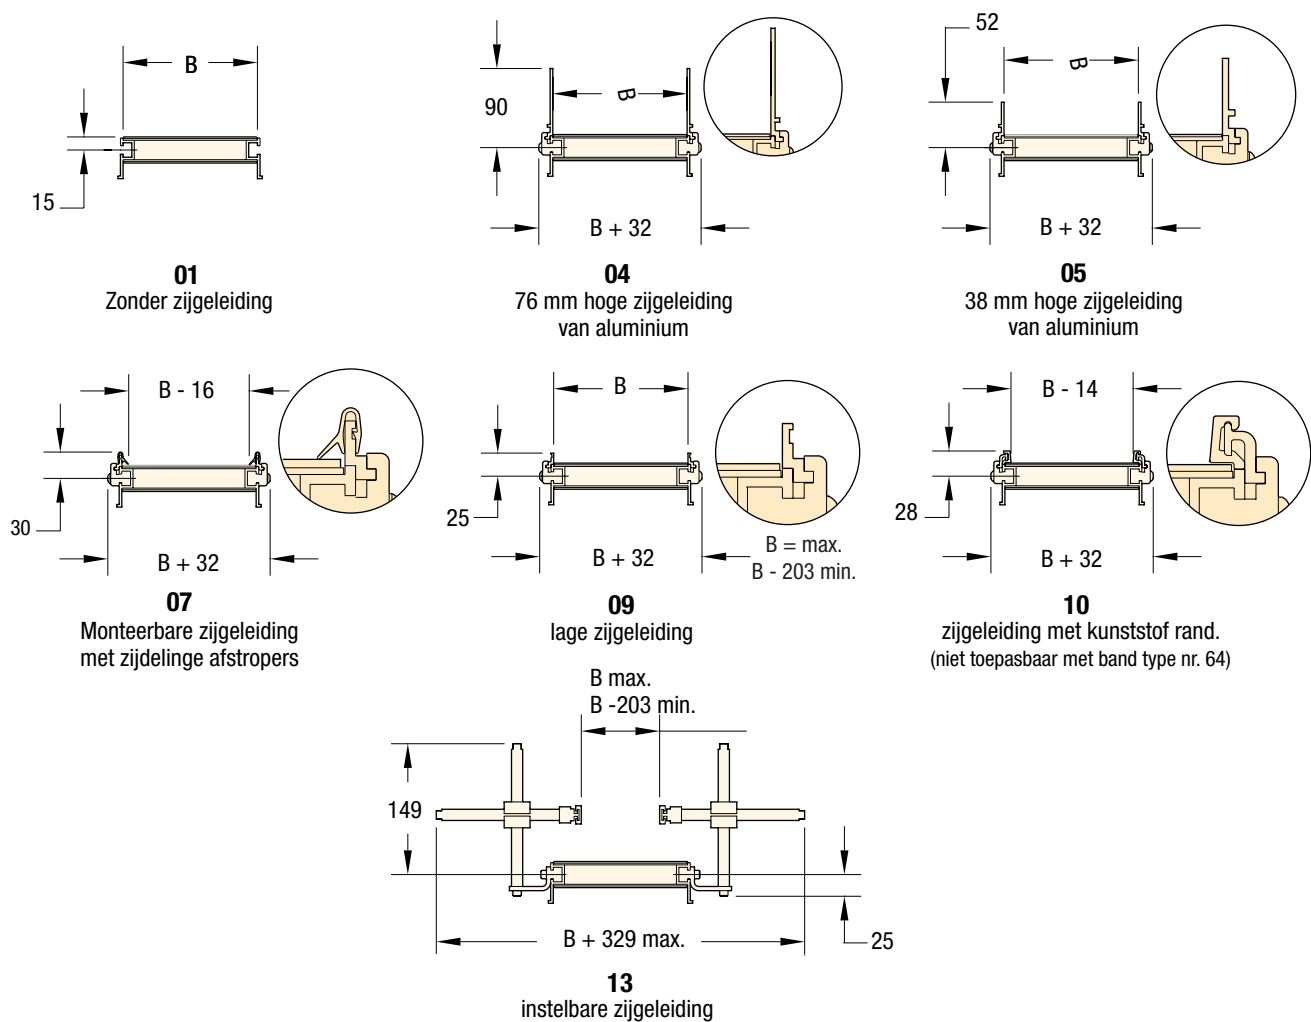 B
15
01
Zonder zijgeleiding
90
B
B + 32
04
76 mm hoge zijgeleiding
van aluminium
52
B
B + 32
05
38 mm hoge zijgeleiding
van aluminium
B - 16
30
B + 32
07
Monteerbare zijgeleiding
met zijdelinge afstropers
B
25
B + 32
B = max.
B - 203 min.
09
lage zijgeleiding
B - 14
28
B + 32
10
zijgeleiding met kunststof rand.
(niet toepasbaar met band type nr. 64)
B max.
B -203 min.
149
B + 329 max.
25
13
instelbare zijgeleiding